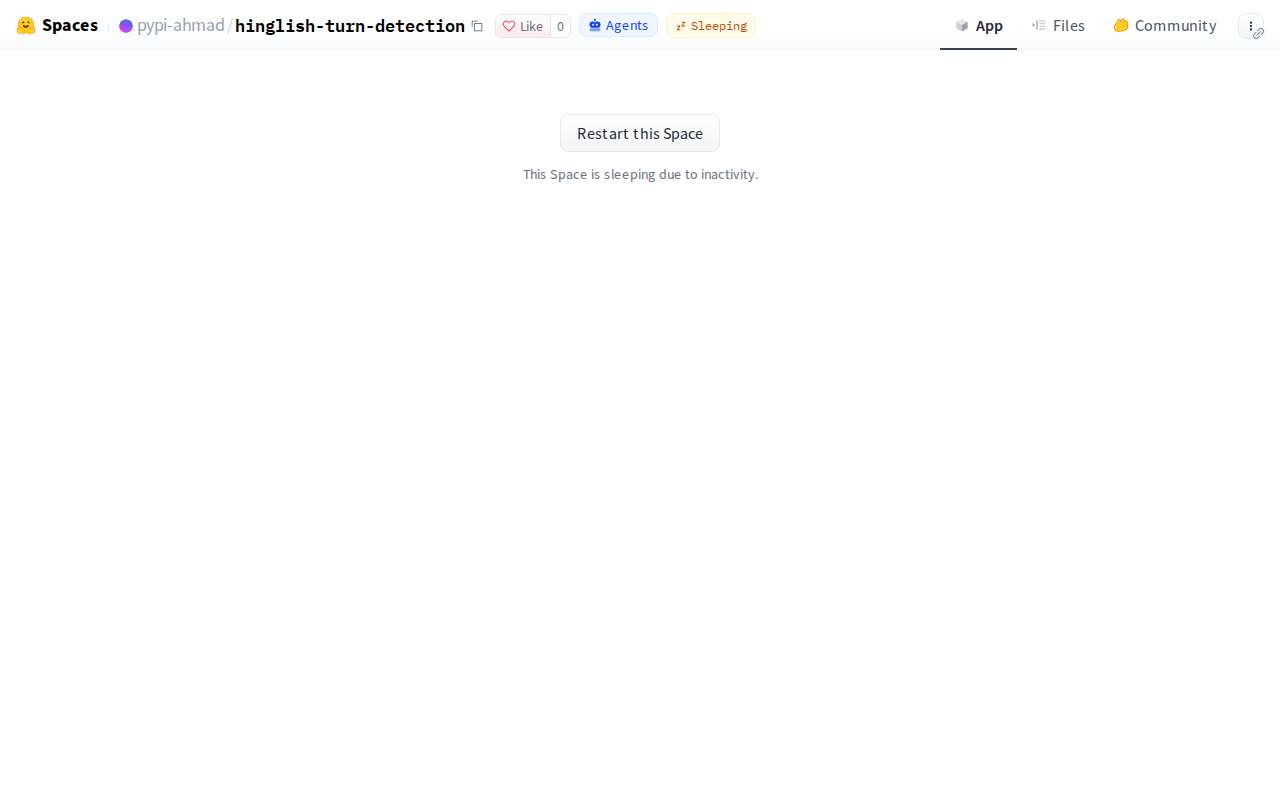 Spaces pypi-ahmad/hinglish-turn-detection Like 0 Agents Sleeping App Files Community
Restart this Space
This Space is sleeping due to inactivity.